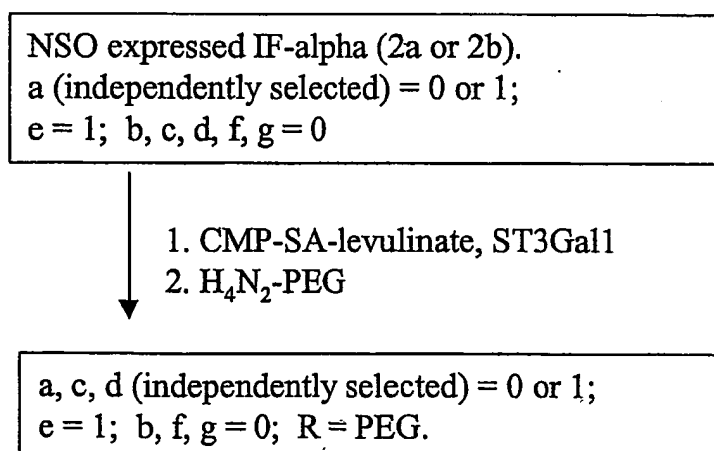 NSO expressed IF-alpha (2a or 2b).
a (independently selected) = 0 or 1;
e = 1; b, c, d, f, g = 0
1. CMP-SA-levulinate, ST3Gal1
2. H₄N₂-PEG
a, c, d (independently selected) = 0 or 1;
e = 1; b, f, g = 0; R = PEG.